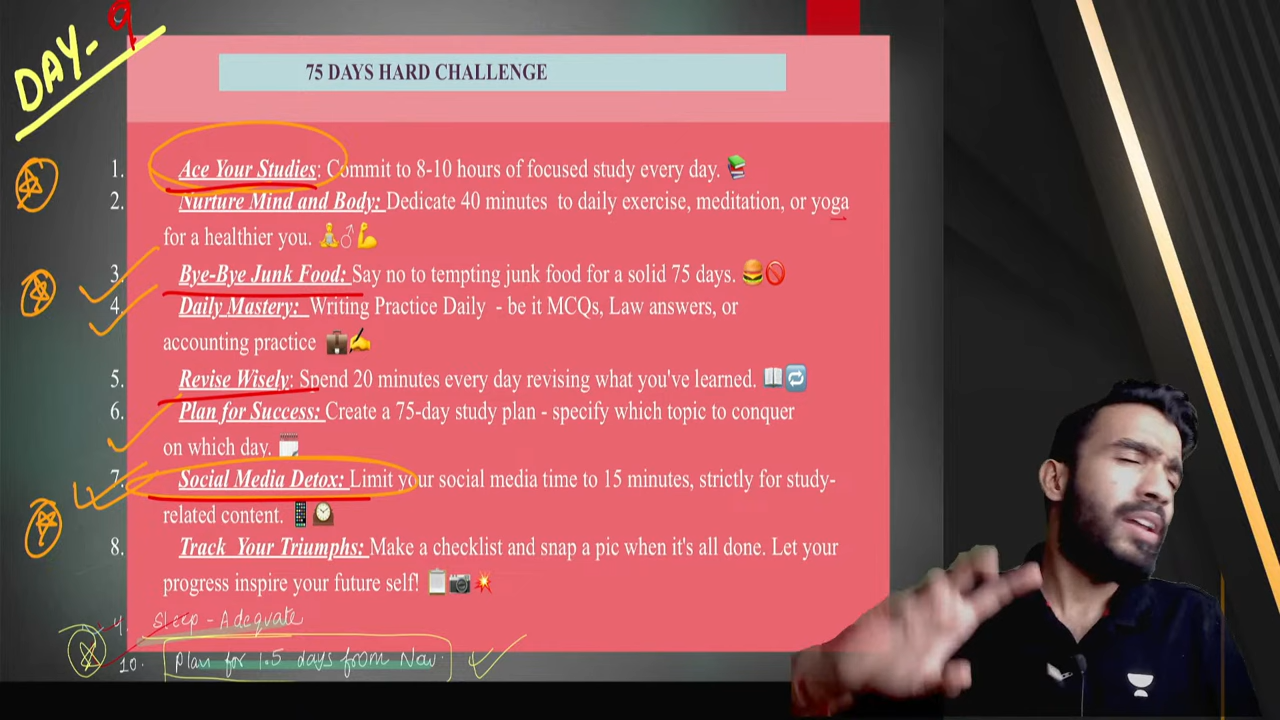 DAY- 9
75 DAYS HARD CHALLENGE
1. Ace Your Studies: Commit to 8-10 hours of focused study every day. 📚
2. Nurture Mind and Body: Dedicate 40 minutes to daily exercise, meditation, or yoga
for a healthier you. 🧘♂️💪
3. Bye-Bye Junk Food: Say no to tempting junk food for a solid 75 days. 🍔🚫
4. Daily Mastery: Writing Practice Daily - be it MCQs, Law answers, or
accounting practice 💼✍️
5. Revise Wisely: Spend 20 minutes every day revising what you've learned. 📖🔁
6. Plan for Success: Create a 75-day study plan - specify which topic to conquer
on which day. 🗒️
7. Social Media Detox: Limit your social media time to 15 minutes, strictly for study-
related content. 📱🕰️
8. Track Your Triumphs: Make a checklist and snap a pic when it's all done. Let your
progress inspire your future self! 📋📷💥
Sleep - Adequate
10. Plan for 1.5 days from Nov.